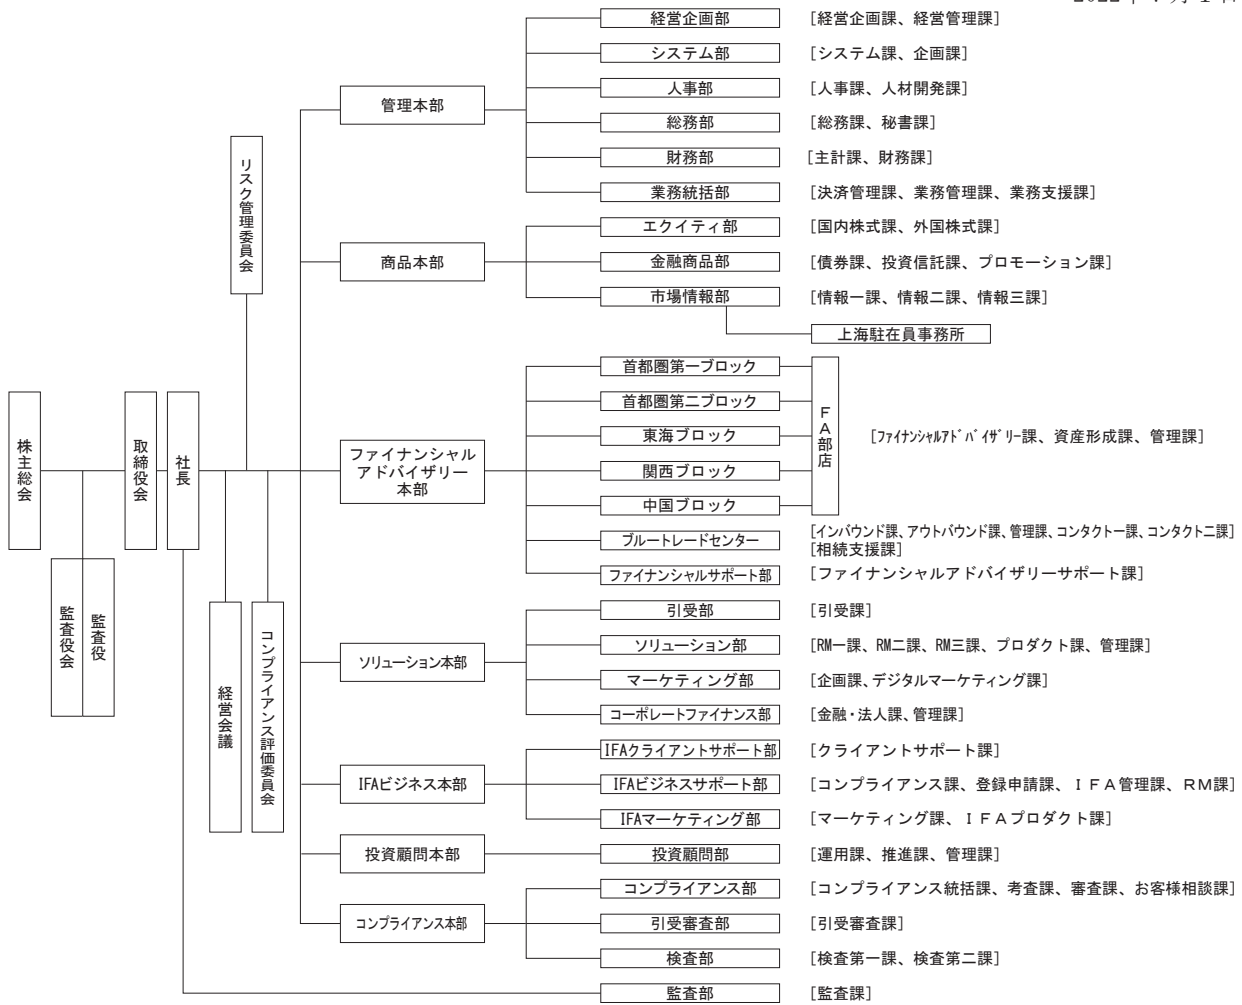 経営企画部 [経営企画課、経営管理課]
システム部 [システム課、企画課]
人事部 [人事課、人材開発課]
管理本部
総務部 [総務課、秘書課]
財務部 [主計課、財務課]
業務統括部 [決済管理課、業務管理課、業務支援課]
リスク管理委員会
エクイティ部 [国内株式課、外国株式課]
商品本部
金融商品部 [債券課、投資信託課、プロモーション課]
市場情報部 [情報一課、情報二課、情報三課]
上海駐在員事務所
首都圏第一ブロック
首都圏第二ブロック
東海ブロック
関西ブロック
中国ブロック
FA部店
[ファイナンシャルアドバイザリー課、資産形成課、管理課]
株主総会
取締役会
社長
ファイナンシャル
アドバイザリー
本部
ブルートレードセンター [インバウンド課、アウトバウンド課、管理課、コンタクト一課、コンタクト二課]
[相続支援課]
ファイナンシャルサポート部 [ファイナンシャルアドバイザリーサポート課]
監査役会
監査役
経営会議
コンプライアンス評価委員会
引受部 [引受課]
ソリューション本部
ソリューション部 [RM一課、RM二課、RM三課、プロダクト課、管理課]
マーケティング部 [企画課、デジタルマーケティング課]
コーポレートファイナンス部 [金融・法人課、管理課]
IFAクライアントサポート部 [クライアントサポート課]
IFAビジネス本部
IFAビジネスサポート部 [コンプライアンス課、登録申請課、IFA管理課、RM課]
IFAマーケティング部 [マーケティング課、IFAプロダクト課]
投資顧問本部
投資顧問部 [運用課、推進課、管理課]
コンプライアンス部 [コンプライアンス統括課、考査課、審査課、お客様相談課]
コンプライアンス本部
引受審査部 [引受審査課]
検査部 [検査第一課、検査第二課]
監査部 [監査課]